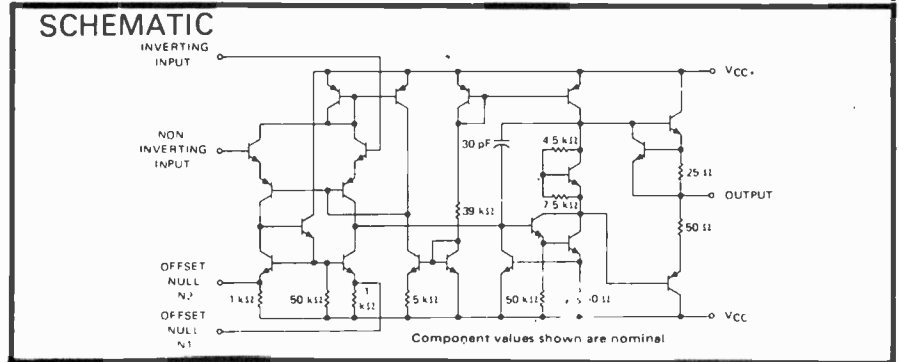 SCHEMATIC
INVERTING
INPUT
NON
INVERTING
INPUT
OFFSET
NULL
N2
OFFSET
NULL
N1
VCC+
30 pF
4.5 kΩ
7.5 kΩ
25 Ω
OUTPUT
50 Ω
39 kΩ
1 kΩ
50 kΩ
1
kΩ
5 kΩ
50 kΩ
VCC
Component values shown are nominal